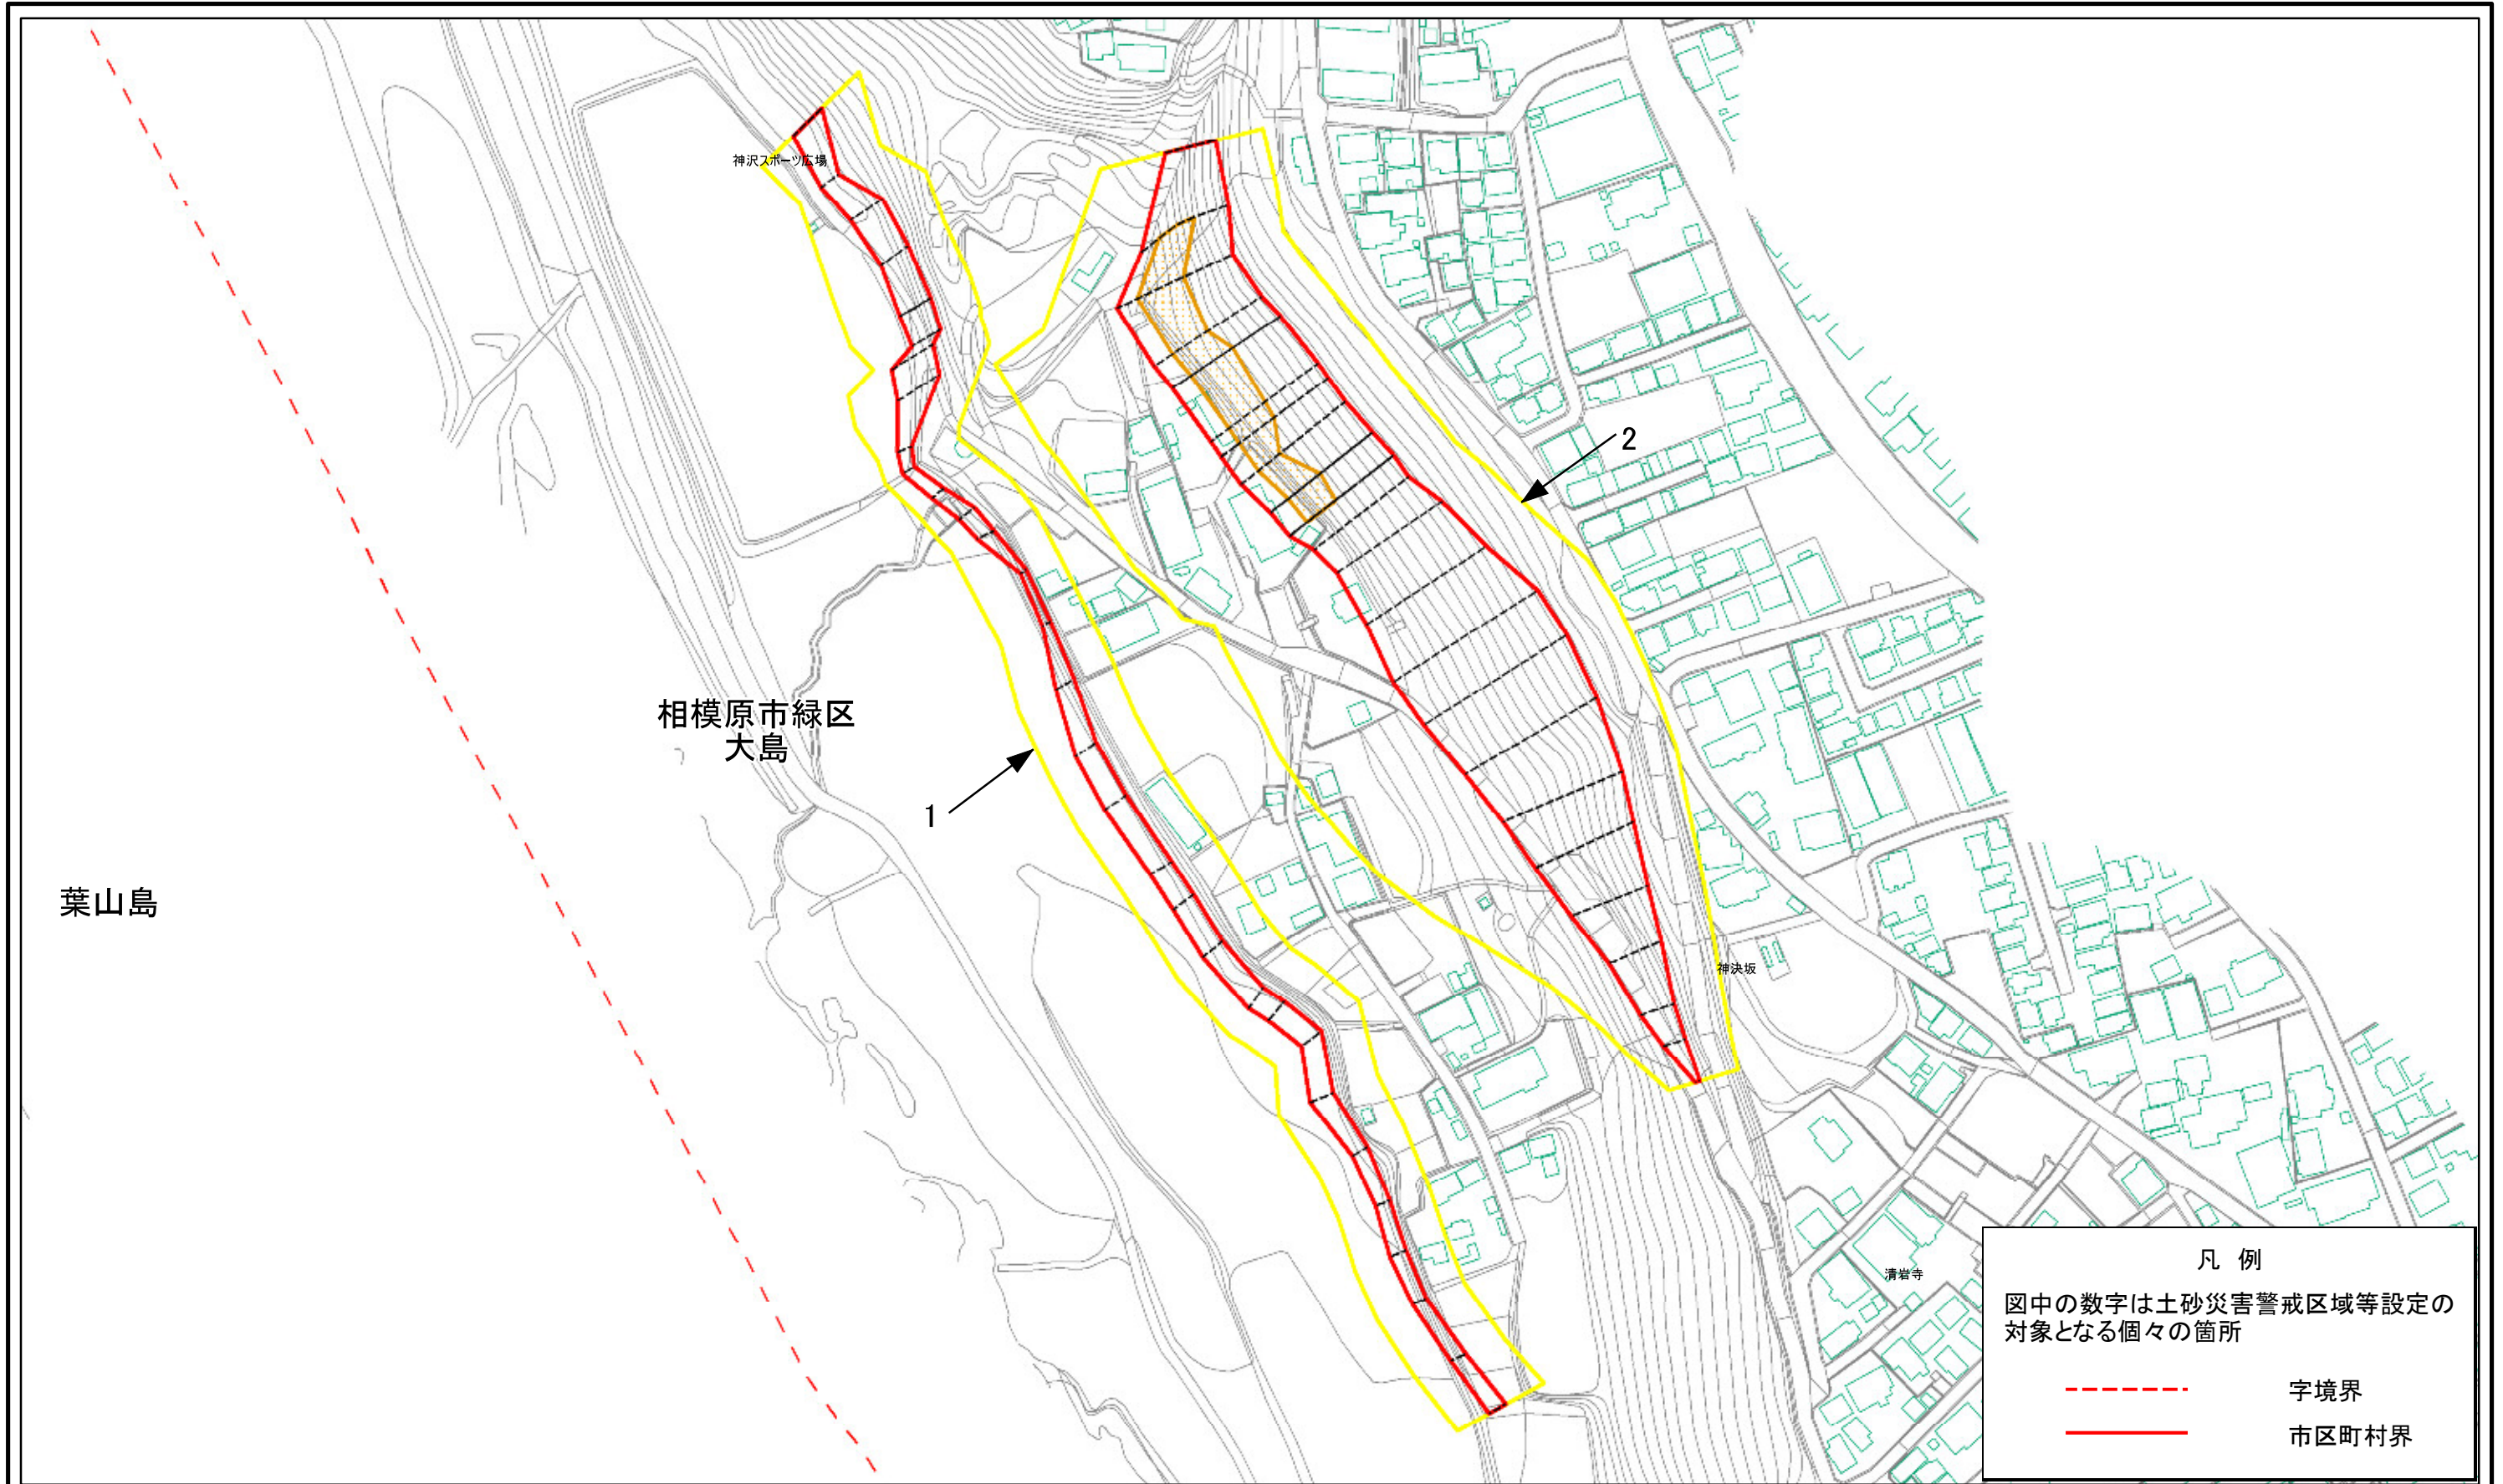 神沢スポーツ広場
2
相模原市緑区
大島
1
葉山島
神決坂
清岩寺
凡 例
図中の数字は土砂災害警戒区域等設定の
対象となる個々の箇所
字境界
市区町村界